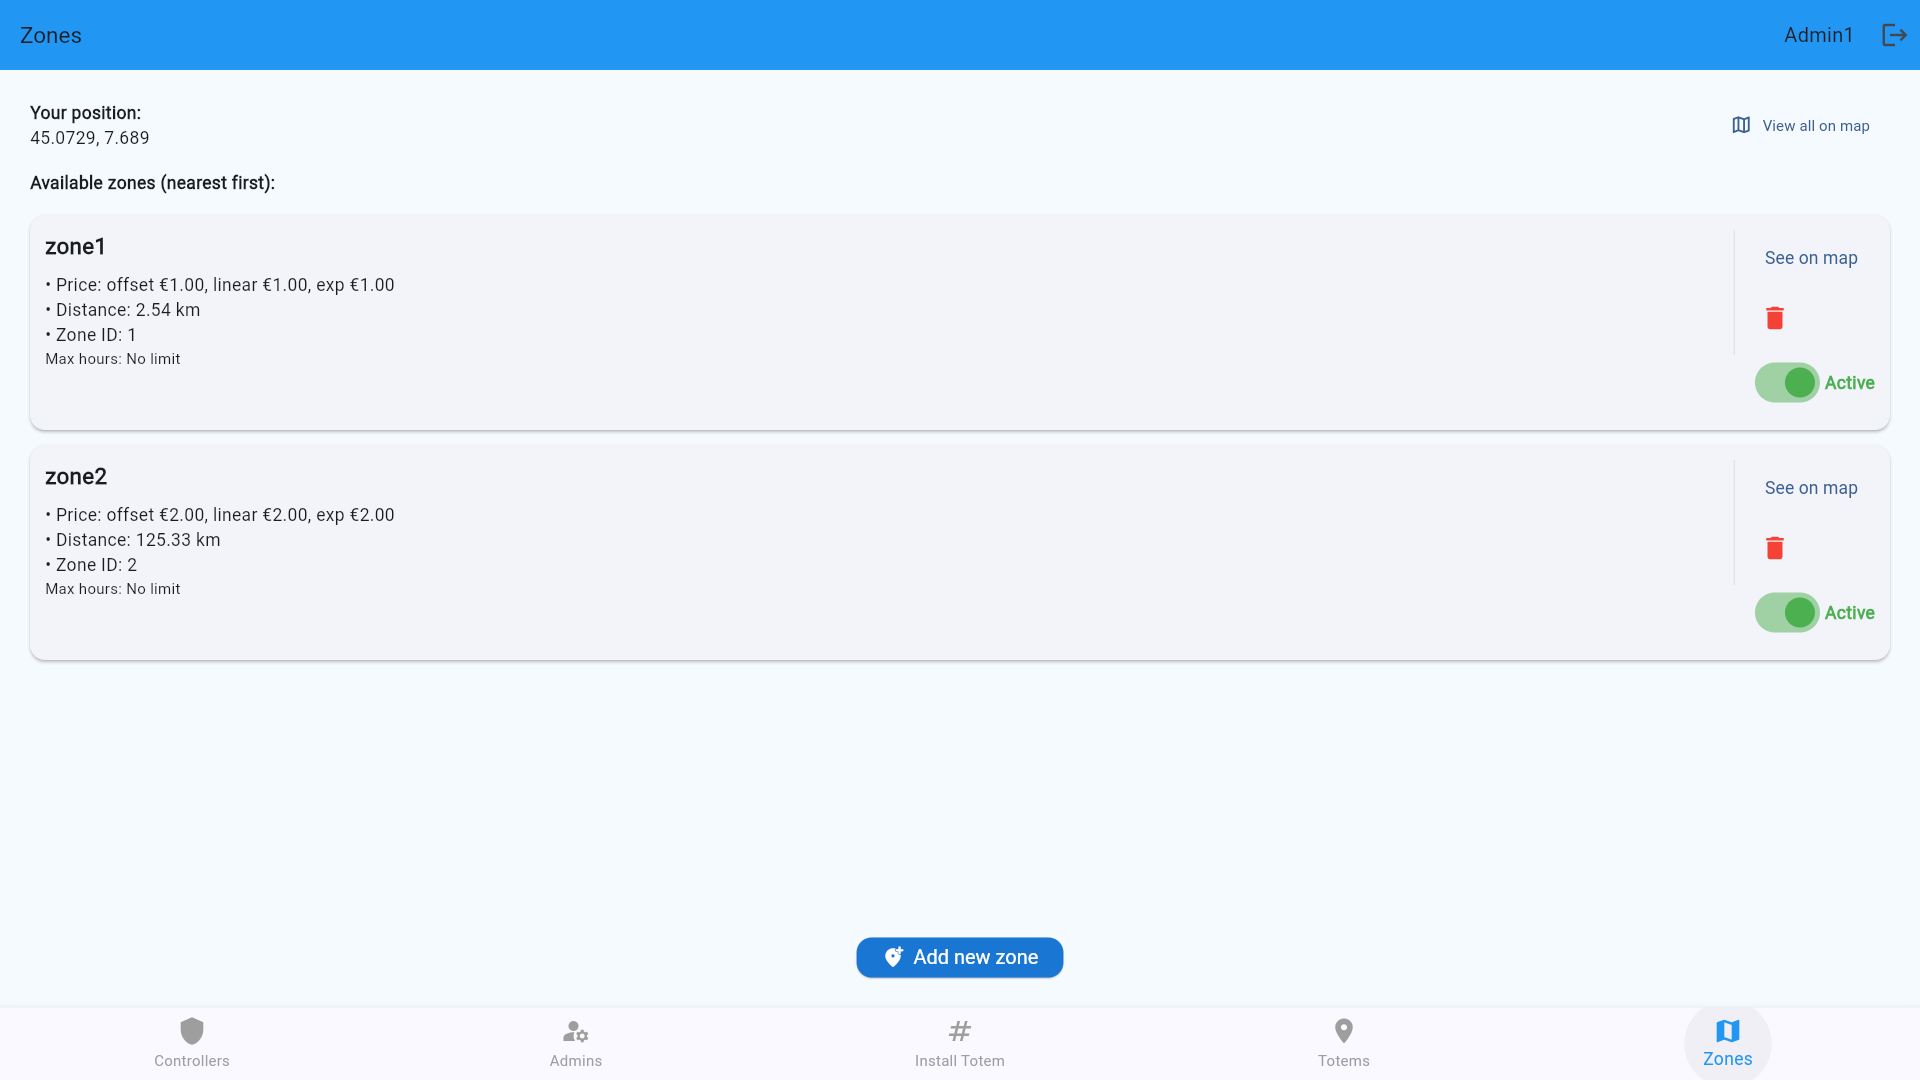 Zones
Admin1
Your position:
45.0729, 7.689
View all on map
Available zones (nearest first):
zone1
• Price: offset €1.00, linear €1.00, exp €1.00
• Distance: 2.54 km
• Zone ID: 1
Max hours: No limit
See on map
Active
zone2
• Price: offset €2.00, linear €2.00, exp €2.00
• Distance: 125.33 km
• Zone ID: 2
Max hours: No limit
See on map
Active
Add new zone
Controllers
Admins
Install Totem
Totems
Zones